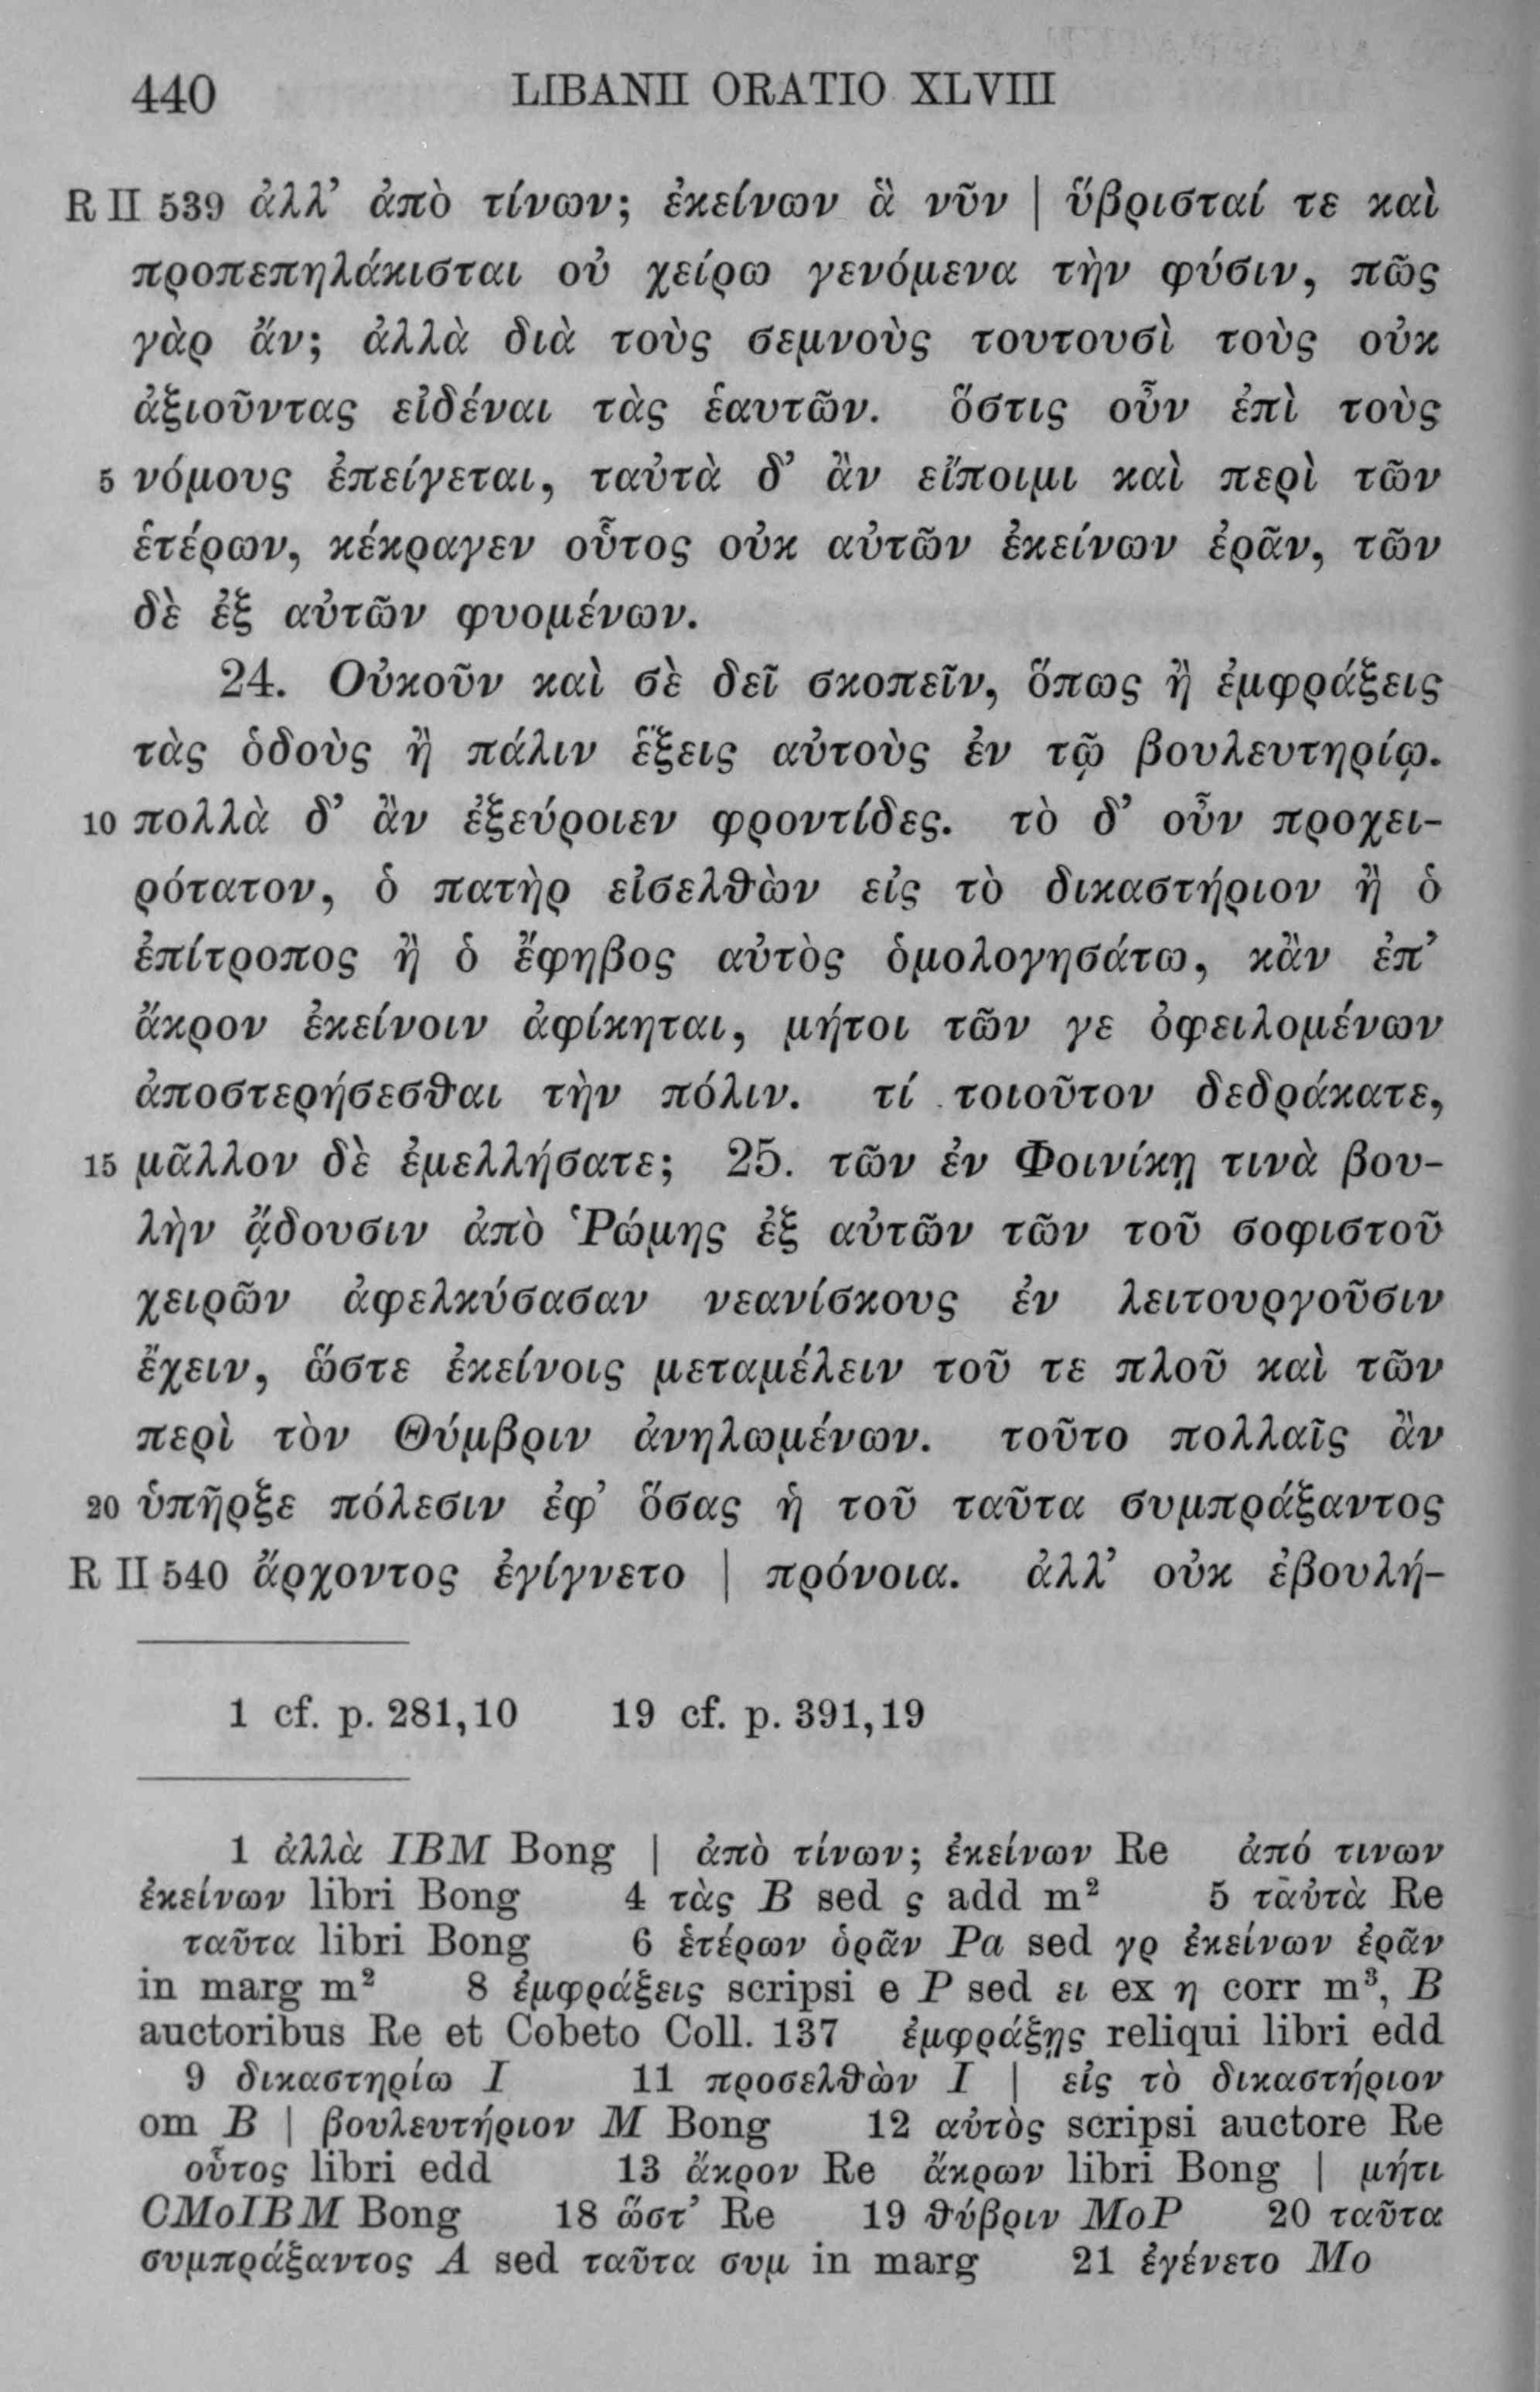 440 LIBANII ORATIO XLVIII
R II 539 ἀλλ’ ἀπὸ τίνων; ἐκείνων ἃ νῦν | ὕβρισταί τε καὶ
προπεπηλάκισται οὐ χείρω γενόμενα τὴν φύσιν, πῶς
γὰρ ἄν; ἀλλὰ διὰ τοὺς σεμνοὺς τουτουσὶ τοὺς οὐκ
ἀξιοῦντας εἰδέναι τὰς ἑαυτῶν. ὅστις οὖν ἐπὶ τοὺς
5 νόμους ἐπείγεται, ταὐτὰ δ’ ἂν εἴποιμι καὶ περὶ τῶν
ἑτέρων, κέκραγεν οὗτος οὐκ αὐτῶν ἐκείνων ἐρᾶν, τῶν
δὲ ἐξ αὐτῶν φυομένων.
24. Οὐκοῦν καὶ σὲ δεῖ σκοπεῖν, ὅπως ἢ ἐμφράξεις
τὰς ὁδοὺς ἢ πάλιν ἕξεις αὐτοὺς ἐν τῷ βουλευτηρίῳ.
10 πολλὰ δ’ ἂν ἐξεύροιεν φροντίδες. τὸ δ’ οὖν προχει-
ρότατον, ὁ πατὴρ εἰσελθὼν εἰς τὸ δικαστήριον ἢ ὁ
ἐπίτροπος ἢ ὁ ἔφηβος αὐτὸς ὁμολογησάτω, κἂν ἐπ’
ἄκρον ἐκείνοιν ἀφίκηται, μήτοι τῶν γε ὀφειλομένων
ἀποστερήσεσθαι τὴν πόλιν. τί τοιοῦτον δεδράκατε,
15 μᾶλλον δὲ ἐμελλήσατε; 25. τῶν ἐν Φοινίκῃ τινὰ βου-
λὴν ᾄδουσιν ἀπὸ Ῥώμης ἐξ αὐτῶν τῶν τοῦ σοφιστοῦ
χειρῶν ἀφελκύσασαν νεανίσκους ἐν λειτουργοῦσιν
ἔχειν, ὥστε ἐκείνοις μεταμέλειν τοῦ τε πλοῦ καὶ τῶν
περὶ τὸν Θύμβριν ἀνηλωμένων. τοῦτο πολλαῖς ἂν
20 ὑπῆρξε πόλεσιν ἐφ’ ὅσας ἡ τοῦ ταῦτα συμπράξαντος
R II 540 ἄρχοντος ἐγίγνετο | πρόνοια. ἀλλ’ οὐκ ἐβουλή-
1 cf. p. 281,10 19 cf. p. 391,19
1 ἀλλὰ IBM Bong | ἀπὸ τίνων; ἐκείνων Re ἀπό τινων
ἐκείνων libri Bong 4 τὰς B sed ς add m² 5 ταὐτὰ Re
ταῦτα libri Bong 6 ἑτέρων ὁρᾶν Pa sed γρ ἐκείνων ἐρᾶν
in marg m² 8 ἐμφράξεις scripsi e P sed ει ex η corr m³, B
auctoribus Re et Cobeto Coll. 137 ἐμφράξῃς reliqui libri edd
9 δικαστηρίω I 11 προσελθὼν I | εἰς τὸ δικαστήριον
om B | βουλευτήριον M Bong 12 αὐτὸς scripsi auctore Re
οὗτος libri edd 13 ἄκρον Re ἄκρων libri Bong | μήτι
CMoIBM Bong 18 ὥστ’ Re 19 θύβριν MoP 20 ταῦτα
συμπράξαντος A sed ταῦτα συμ in marg 21 ἐγένετο Mo